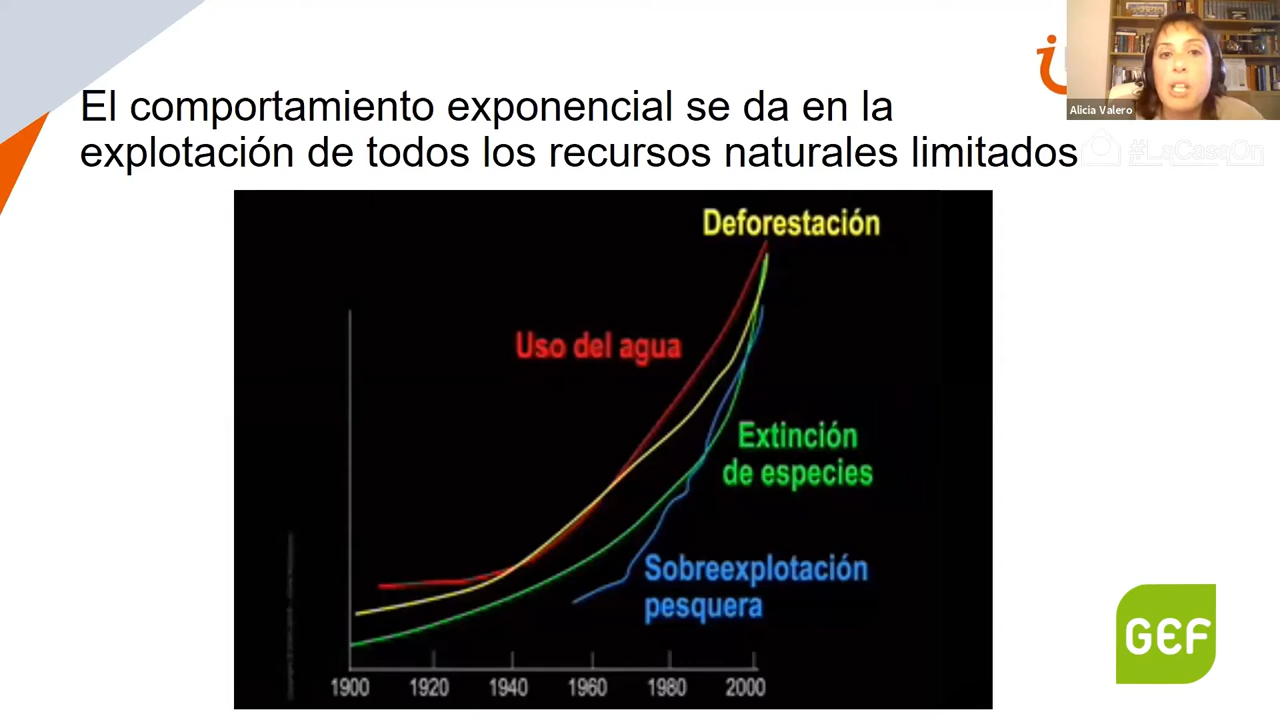 El comportamiento exponencial se da en la
explotación de todos los recursos naturales limitados
Alicia Valero
#LaCasaOn
Deforestación
Uso del agua
Extinción
de especies
Sobreexplotación
pesquera
1900 1920 1940 1960 1980 2000
GEF